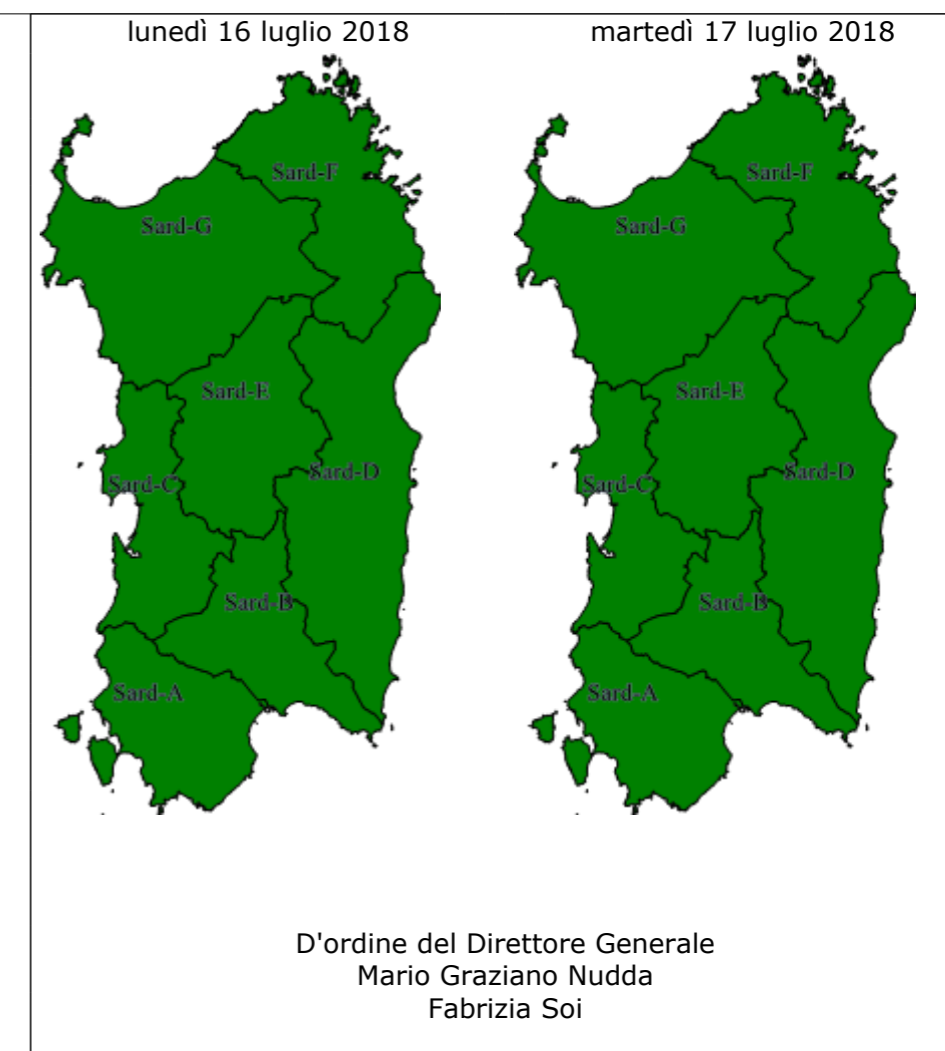 lunedì 16 luglio 2018
martedì 17 luglio 2018
Sard-F
Sard-G
Sard-E
Sard-D
Sard-C
Sard-B
Sard-A
Sard-F
Sard-G
Sard-E
Sard-D
Sard-C
Sard-B
Sard-A
D'ordine del Direttore Generale
Mario Graziano Nudda
Fabrizia Soi